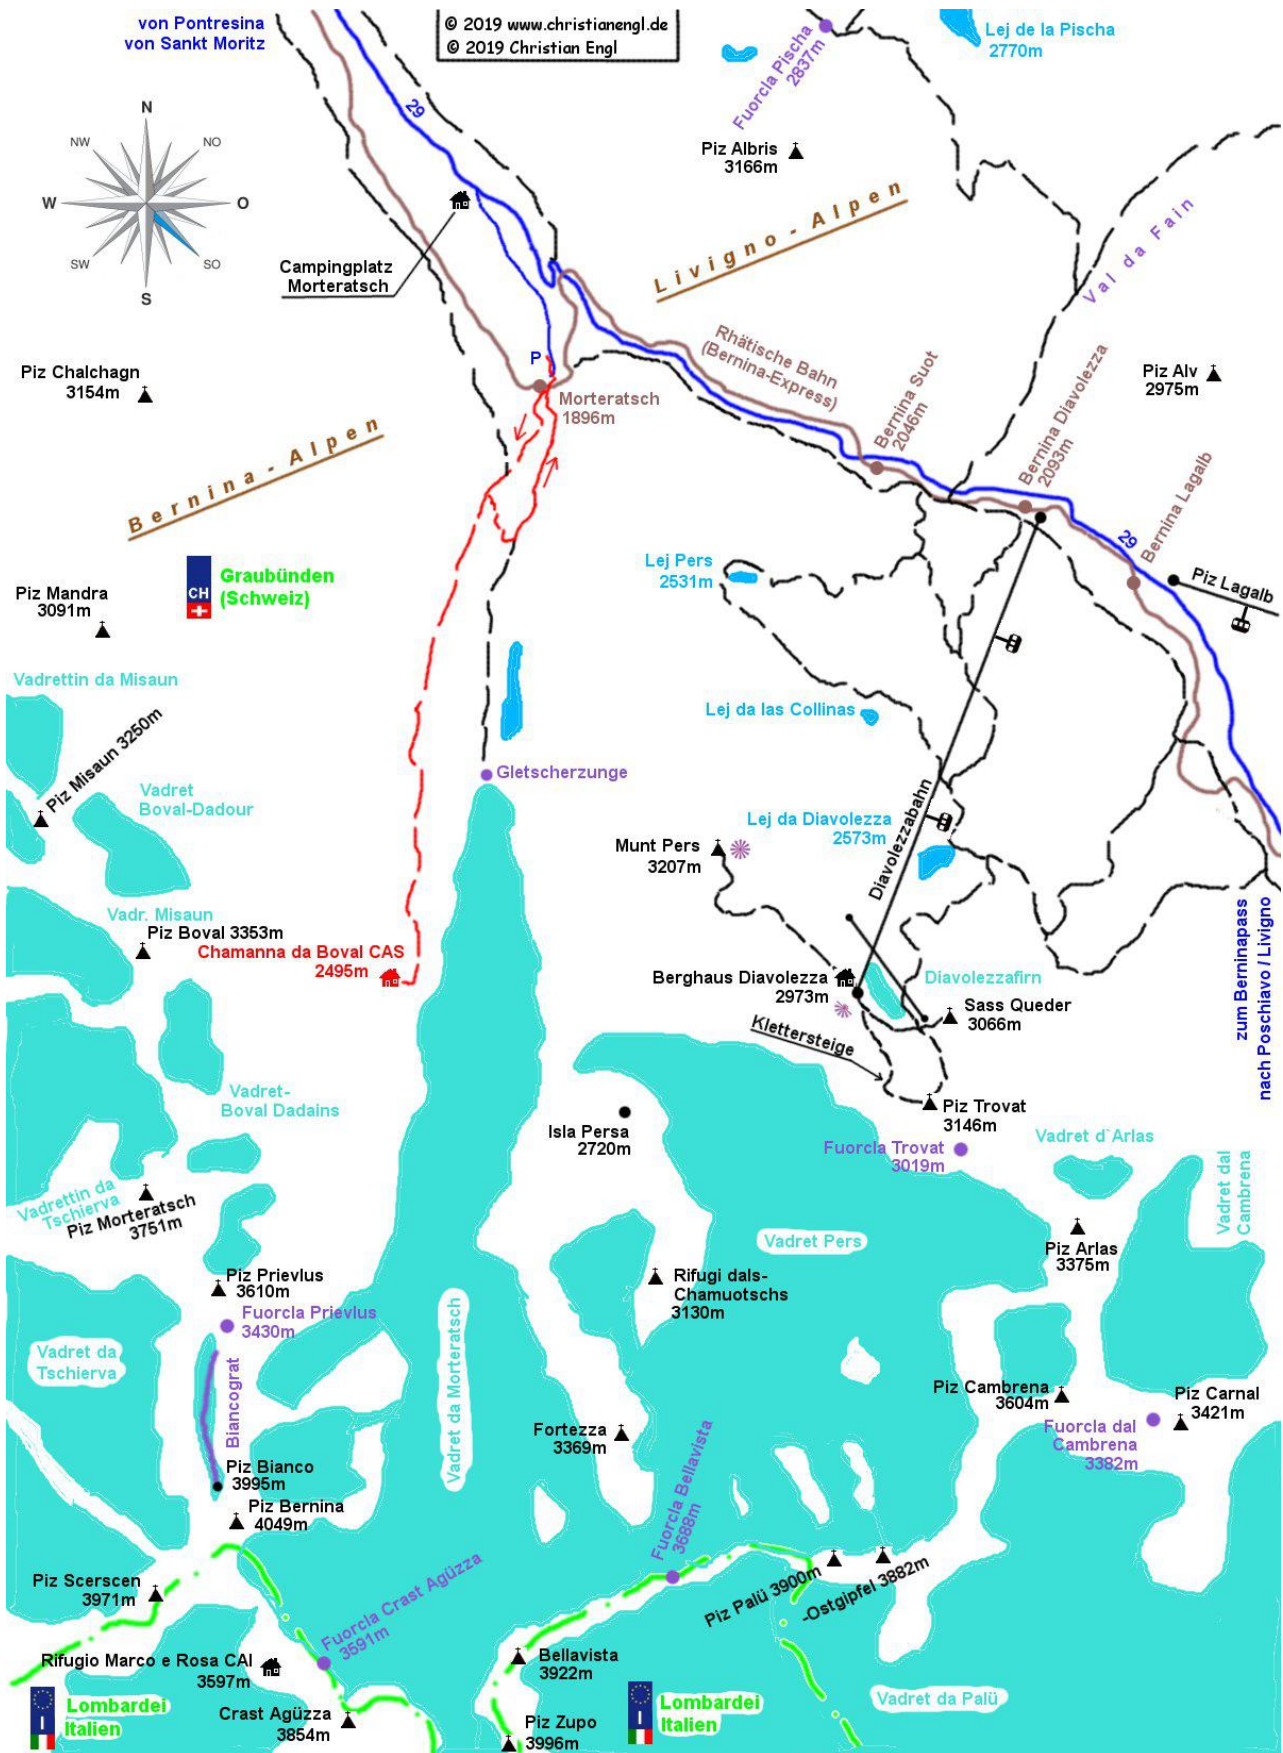 von Pontresina
von Sankt Moritz
© 2019 www.christianengl.de
© 2019 Christian Engl
Lej de la Pischa
2770m
Fuorcla Pischa
2837m
29
N
NW
NO
W
O
SW
SO
S
Piz Albris
3166m
Livigno-Alpen
Val da Fain
Campingplatz
Morteratsch
P
Rhätische Bahn
(Bernina-Express)
Piz Chalchagn
3154m
Morteratsch
1896m
Bernina Suot
2046m
Bernina Diavolezza
2093m
Piz Alv
2975m
Bernina-Alpen
Bernina Lagalb
29
CH
Graubünden
(Schweiz)
Lej Pers
2531m
Piz Lagalb
Piz Mandra
3091m
Vadrettin da Misaun
Piz Misaun 3250m
Lej da las Collinas
Gletscherzunge
Vadret
Boval-Dadour
Diavolezzabahn
Lej da Diavolezza
2573m
Munt Pers
3207m
Vadr. Misaun
Piz Boval 3353m
Chamanna da Boval CAS
2495m
Berghaus Diavolezza
2973m
Diavolezzafirn
Sass Queder
3066m
zum Berninapass
nach Poschiavo / Livigno
Klettersteige
Vadret-
Boval Dadains
Isla Persa
2720m
Piz Trovat
3146m
Fuorcla Trovat
3019m
Vadret d`Arlas
Vadret dal
Cambrena
Vadrettin da
Tschierva
Piz Morteratsch
3751m
Vadret Pers
Piz Arlas
3375m
Piz Prievlus
3610m
Rifugi dals-
Chamuotschs
3130m
Fuorcla Prievlus
3430m
Vadret da
Tschierva
Biancograt
Vadret da Morteratsch
Piz Cambrena
3604m
Piz Carnal
3421m
Fuorcla dal
Cambrena
3382m
Fortezza
3369m
Fuorcla Bellavista
3688m
Piz Bianco
3995m
Piz Bernina
4049m
Piz Scerscen
3971m
Fuorcla Crast Agüzza
3591m
Piz Palü 3900m
-Ostgipfel 3882m
Rifugio Marco e Rosa CAI
3597m
Bellavista
3922m
Vadret da Palü
I
Lombardei
Italien
Crast Agüzza
3854m
Piz Zupo
3996m
I
Lombardei
Italien